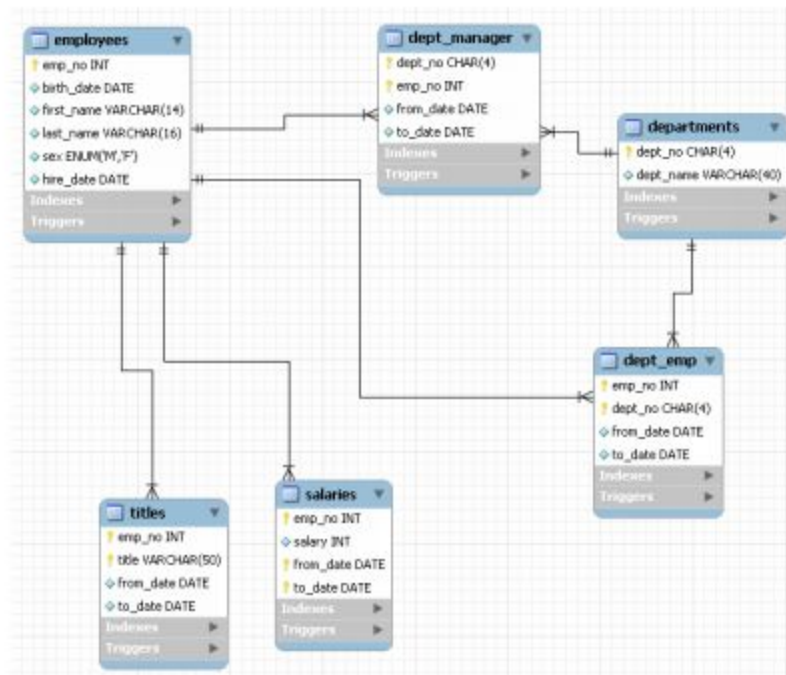 employees
emp_no INT
birth_date DATE
first_name VARCHAR(14)
last_name VARCHAR(16)
sex ENUM('M','F')
hire_date DATE
Indexes
Triggers
dept_manager
dept_no CHAR(4)
emp_no INT
from_date DATE
to_date DATE
Indexes
Triggers
departments
dept_no CHAR(4)
dept_name VARCHAR(40)
Indexes
Triggers
dept_emp
emp_no INT
dept_no CHAR(4)
from_date DATE
to_date DATE
Indexes
Triggers
titles
emp_no INT
title VARCHAR(50)
from_date DATE
to_date DATE
Indexes
Triggers
salaries
emp_no INT
salary INT
from_date DATE
to_date DATE
Indexes
Triggers